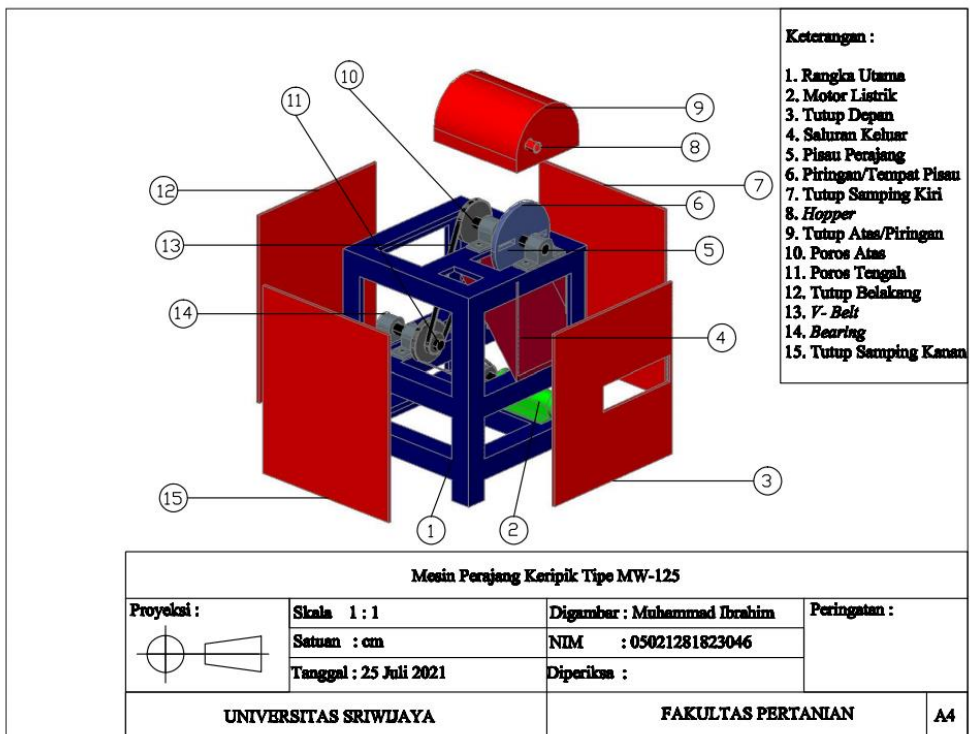 Keterangan :
1. Rangka Utama
2. Motor Listrik
3. Tutup Depan
4. Saluran Keluar
5. Pisau Perajang
6. Piringan/Tempat Pisau
7. Tutup Samping Kiri
8. Hopper
9. Tutup Atas/Piringan
10. Poros Atas
11. Poros Tengah
12. Tutup Belakang
13. V- Belt
14. Bearing
15. Tutup Samping Kanan
10
11
9
8
12
7
6
13
5
14
4
3
15
1
2
Mesin Perajang Keripik Tipe MW-125
Proyeksi :
Skala 1 : 1
Satuan : cm
Tanggal : 25 Juli 2021
Digambar : Muhammad Ibrahim
NIM : 05021281823046
Diperiksa :
Peringatan :
UNIVERSITAS SRIWIJAYA
FAKULTAS PERTANIAN
A4